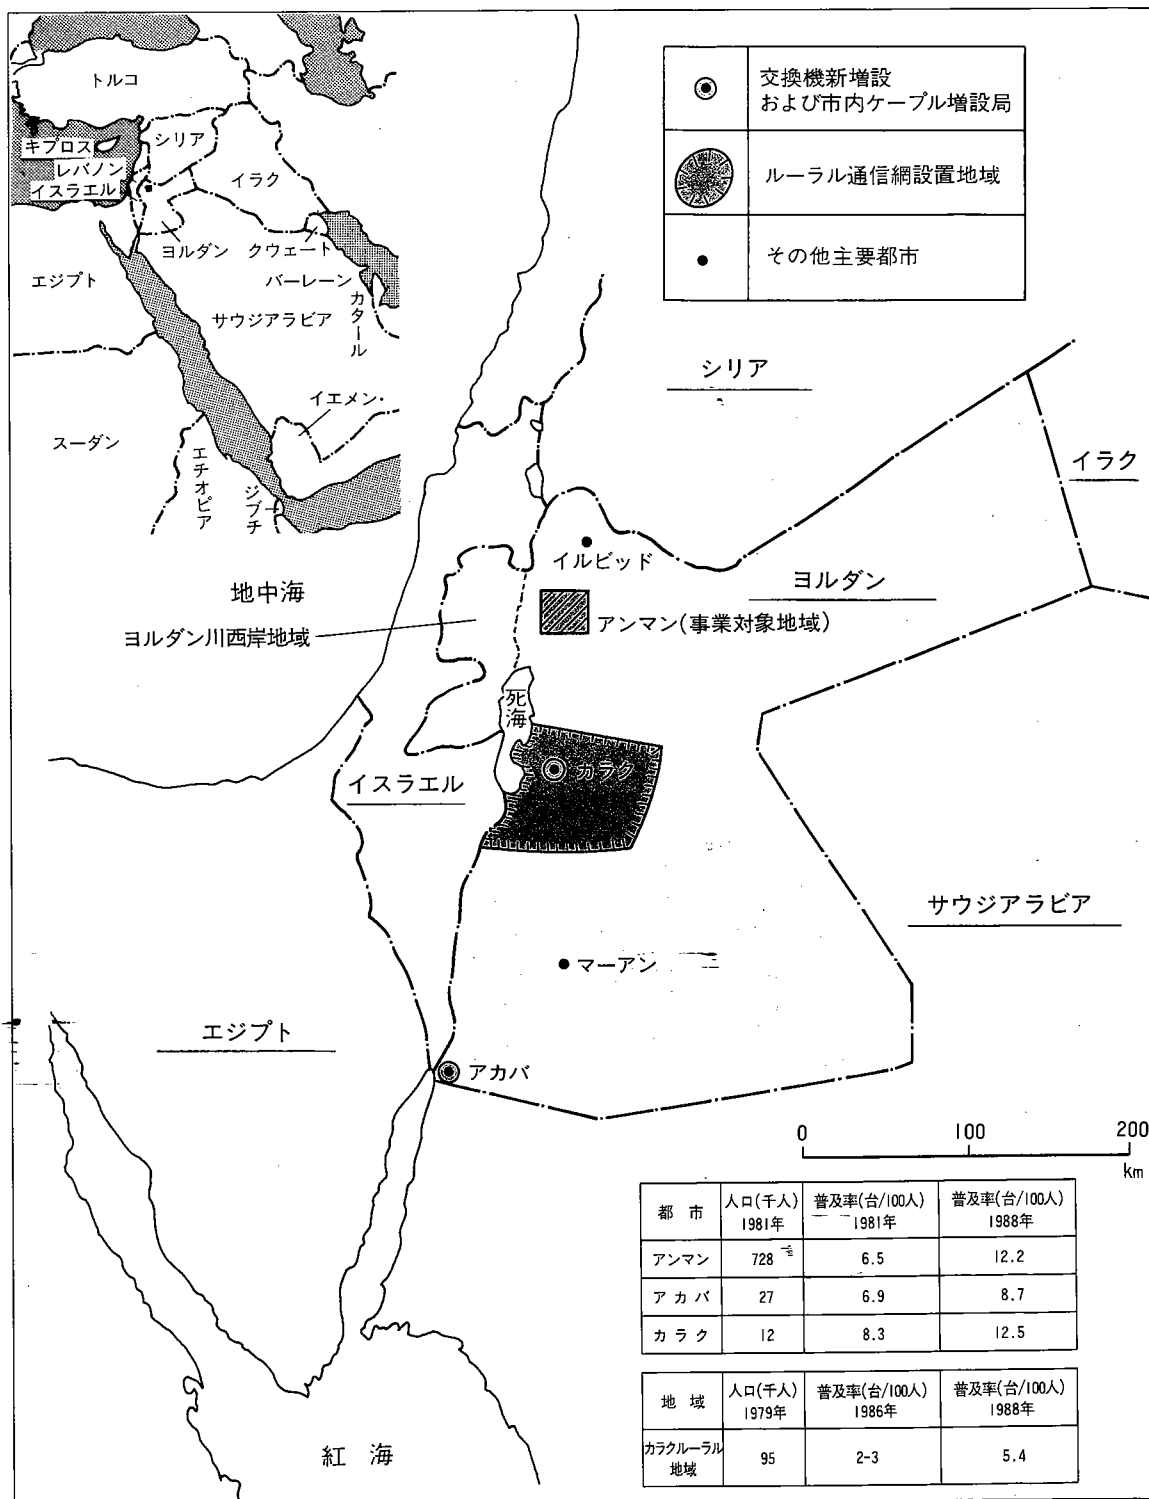 トルコ
キプロス
シリア
レバノン
イスラエル
イラク
ヨルダン
クウェート
エジプト
バーレーン
カタール
サウジアラビア
イエメン
スーダン
エチオピア
ジブチ
交換機新増設
および市内ケーブル増設局
ルーラル通信網設置地域
その他主要都市
シリア
イラク
イルビッド
ヨルダン
地中海
アンマン(事業対象地域)
ヨルダン川西岸地域
死海
カラク
イスラエル
サウジアラビア
マーアン
エジプト
アカバ
0 100 200
km
都 市 人口(千人) 1981年 普及率(台/100人) 1981年 普及率(台/100人) 1988年
アンマン 728 6.5 12.2
アカバ 27 6.9 8.7
カラク 12 8.3 12.5
地 域 人口(千人) 1979年 普及率(台/100人) 1986年 普及率(台/100人) 1988年
カラクルーラル地域 95 2-3 5.4
紅 海